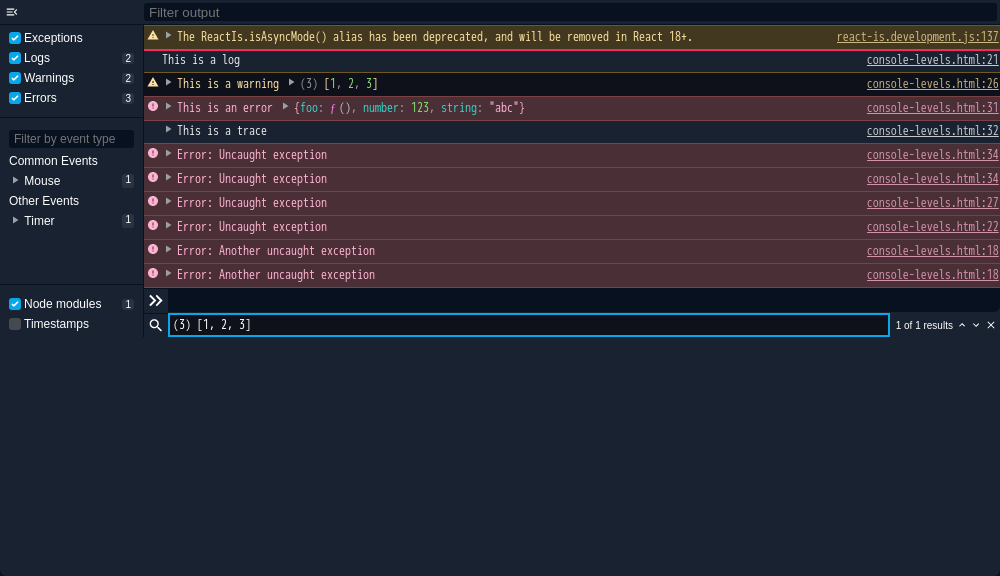 Filter output
Exceptions
Logs 2
Warnings 2
Errors 3
Filter by event type
Common Events
Mouse 1
Other Events
Timer 1
Node modules 1
Timestamps
The ReactIs.isAsyncMode() alias has been deprecated, and will be removed in React 18+. react-is.development.js:137
This is a log console-levels.html:21
This is a warning (3) [1, 2, 3] console-levels.html:26
This is an error {foo: ƒ (), number: 123, string: "abc"} console-levels.html:31
This is a trace console-levels.html:32
Error: Uncaught exception console-levels.html:34
Error: Uncaught exception console-levels.html:34
Error: Uncaught exception console-levels.html:27
Error: Uncaught exception console-levels.html:22
Error: Another uncaught exception console-levels.html:18
Error: Another uncaught exception console-levels.html:18
(3) [1, 2, 3] 1 of 1 results